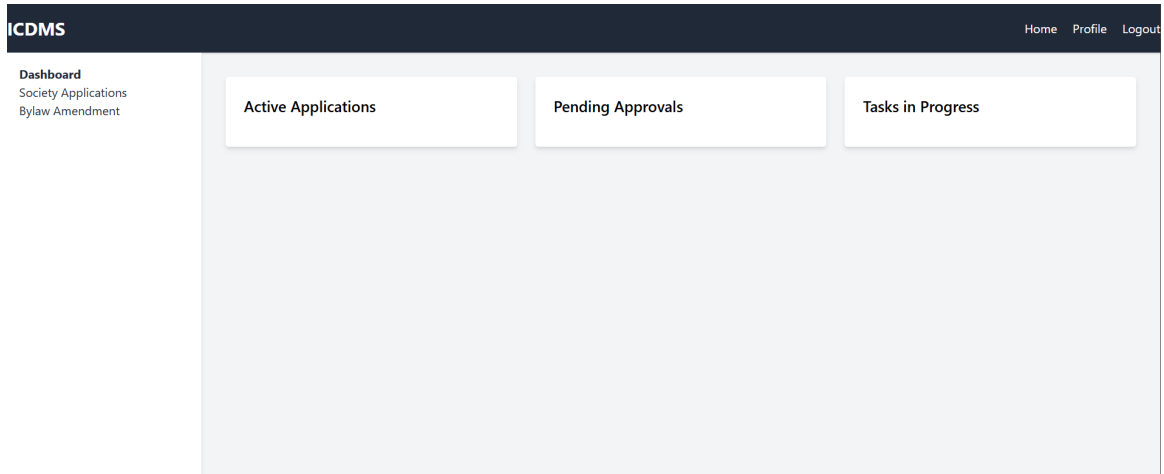 ICDMS
Home Profile Logout
Dashboard
Society Applications
Bylaw Amendment
Active Applications
Pending Approvals
Tasks in Progress